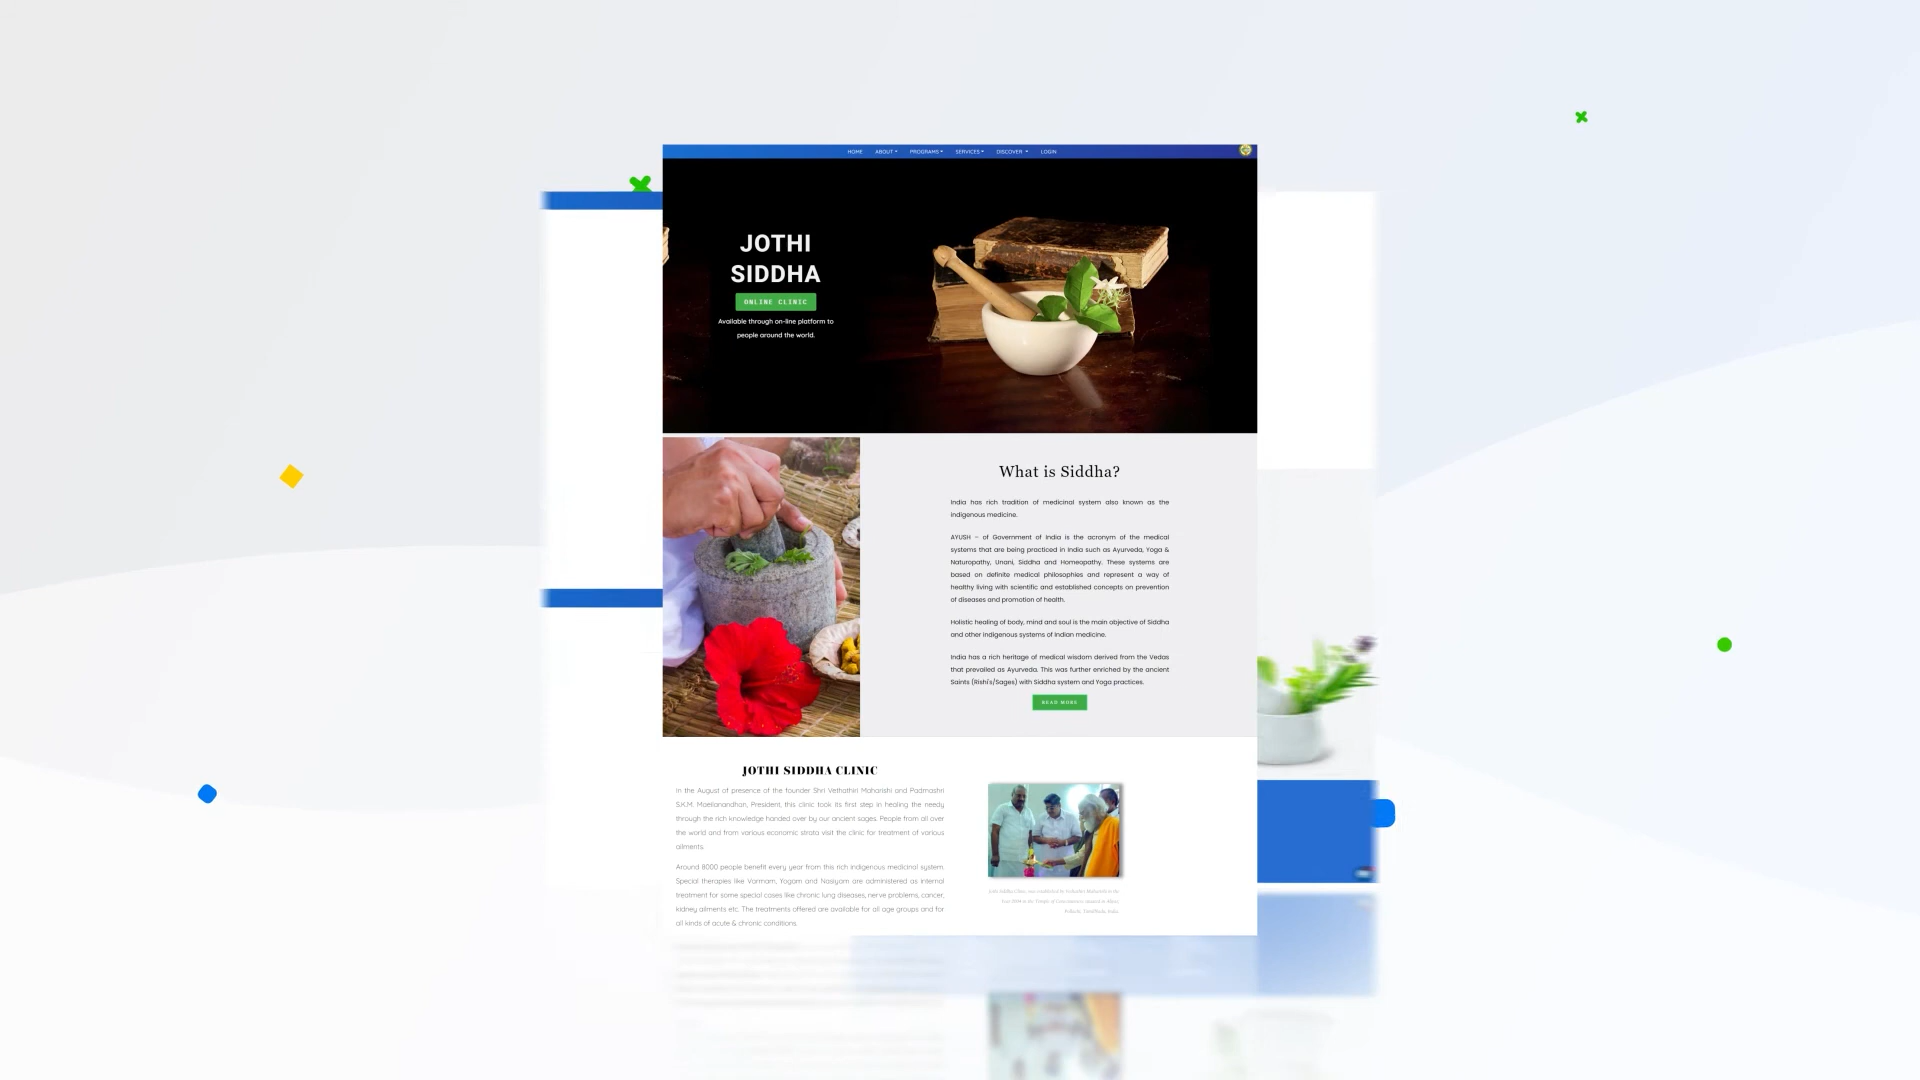 HOME ABOUT PROGRAMS SERVICES DISCOVER LOGIN
JOTHI
SIDDHA
ONLINE CLINIC
Available through on-line platform to
people around the world.
What is Siddha?
India has rich tradition of medicinal system also known as the
indigenous medicine.
AYUSH – of Government of India is the acronym of the medical
systems that are being practiced in India such as Ayurveda, Yoga &
Naturopathy, Unani, Siddha and Homeopathy. These systems are
based on definite medical philosophies and represent a way of
healthy living with scientific and established concepts on prevention
of diseases and promotion of health.
Holistic healing of body, mind and soul is the main objective of Siddha
and other indigenous systems of Indian medicine.
India has a rich heritage of medical wisdom derived from the Vedas
that prevailed as Ayurveda. This was further enriched by the ancient
Saints (Rishi's/Sages) with Siddha system and Yoga practices.
READ MORE
JOTHI SIDDHA CLINIC
In the August of presence of the founder Shri Vethathiri Maharishi and Padmashri
S.K.M. Maeilanandhan, President, this clinic took its first step in healing the needy
through the rich knowledge handed over by our ancient sages. People from all over
the world and from various economic strata visit the clinic for treatment of various
ailments.
Around 8000 people benefit every year from this rich indigenous medicinal system.
Special therapies like Varmam, Yogam and Nasiyam are administered as internal
treatment for some special cases like chronic lung diseases, nerve problems, cancer,
kidney ailments etc. The treatments offered are available for all age groups and for
all kinds of acute & chronic conditions.